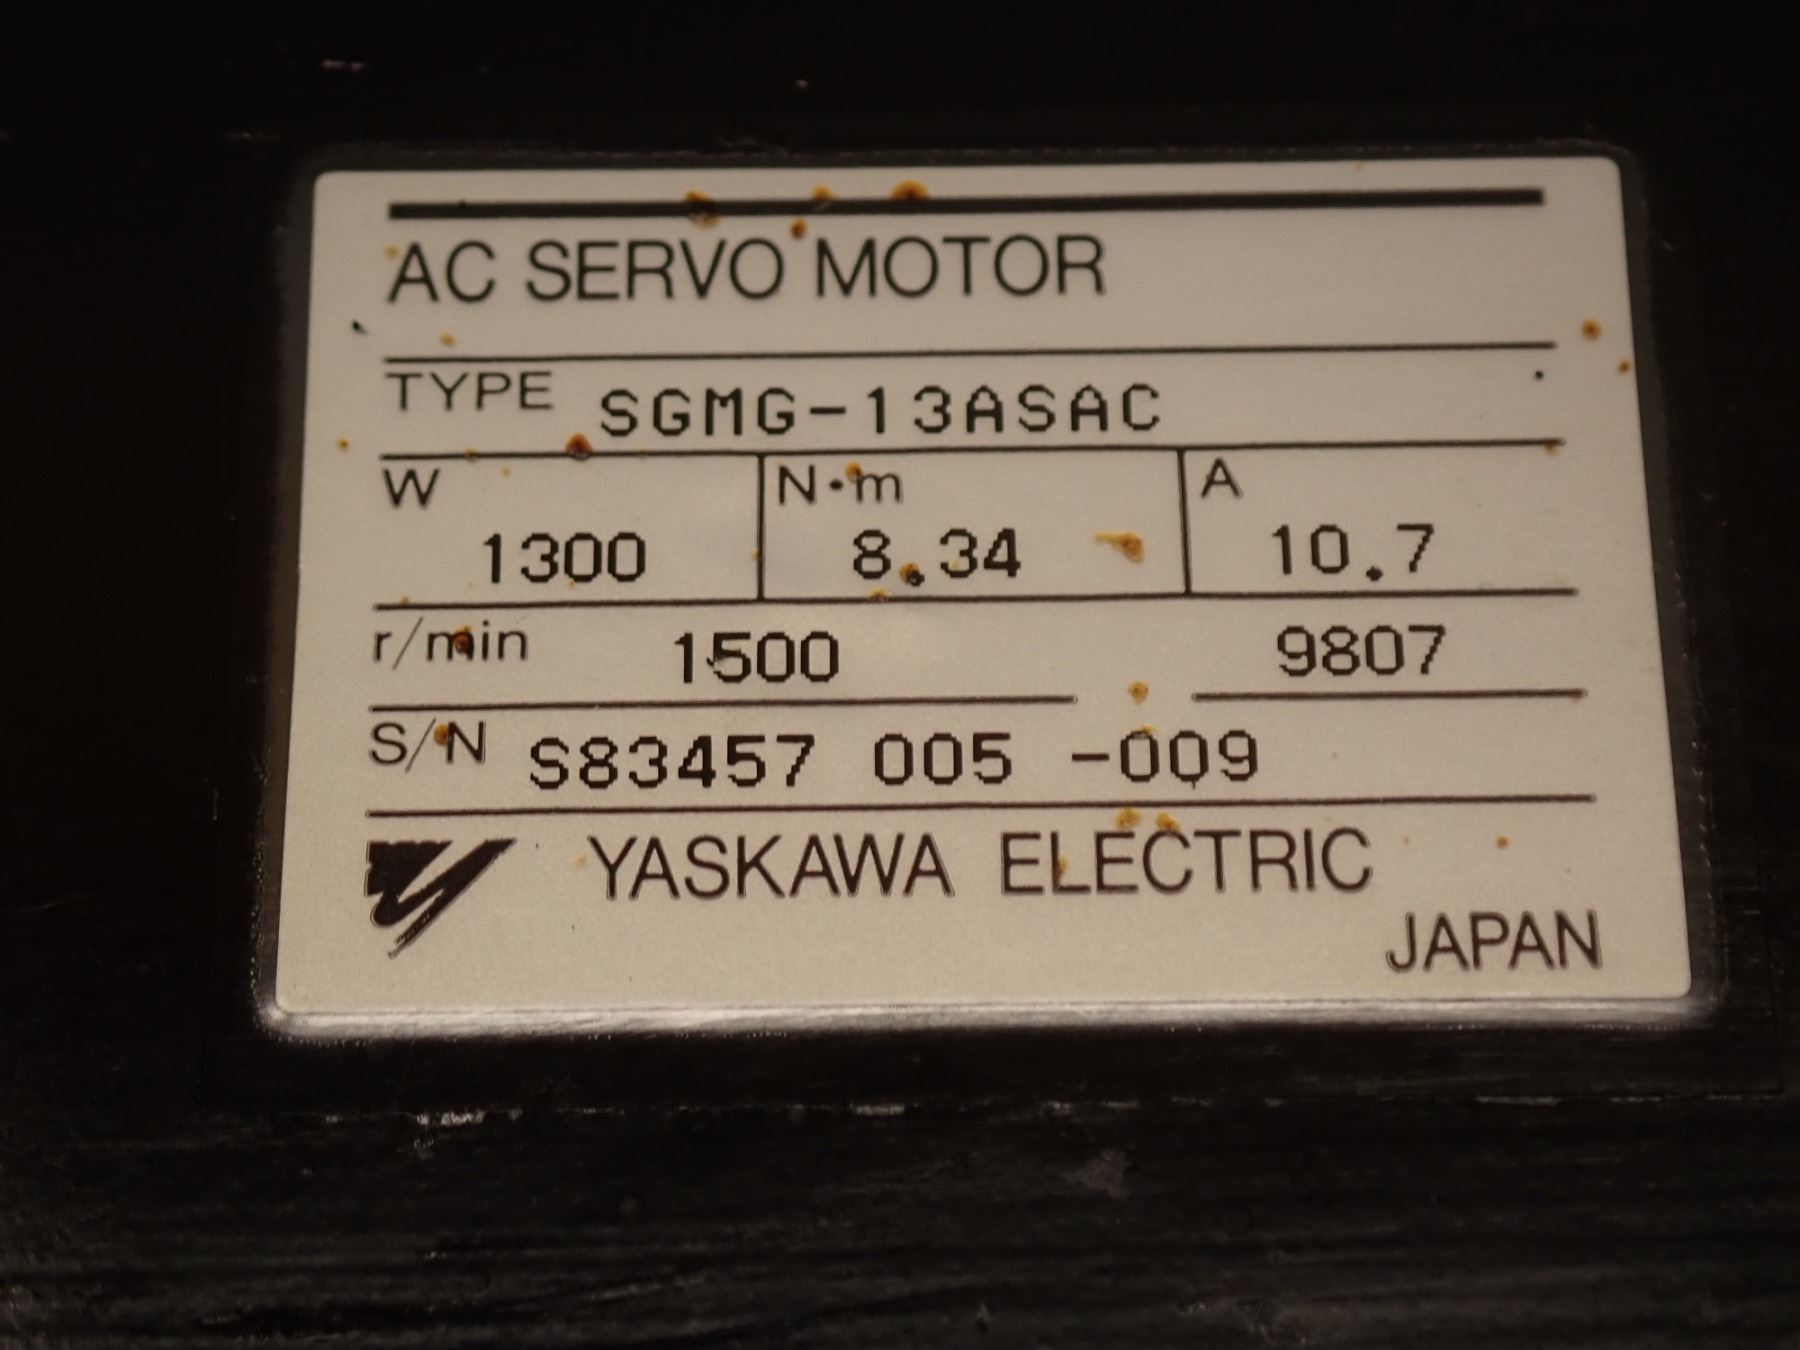 AC SERVO MOTOR
TYPE SGMG-13ASAC
W N·m A
1300 8.34 10.7
r/min 1500 9807
S/N S83457 005 -009
YASKAWA ELECTRIC
JAPAN